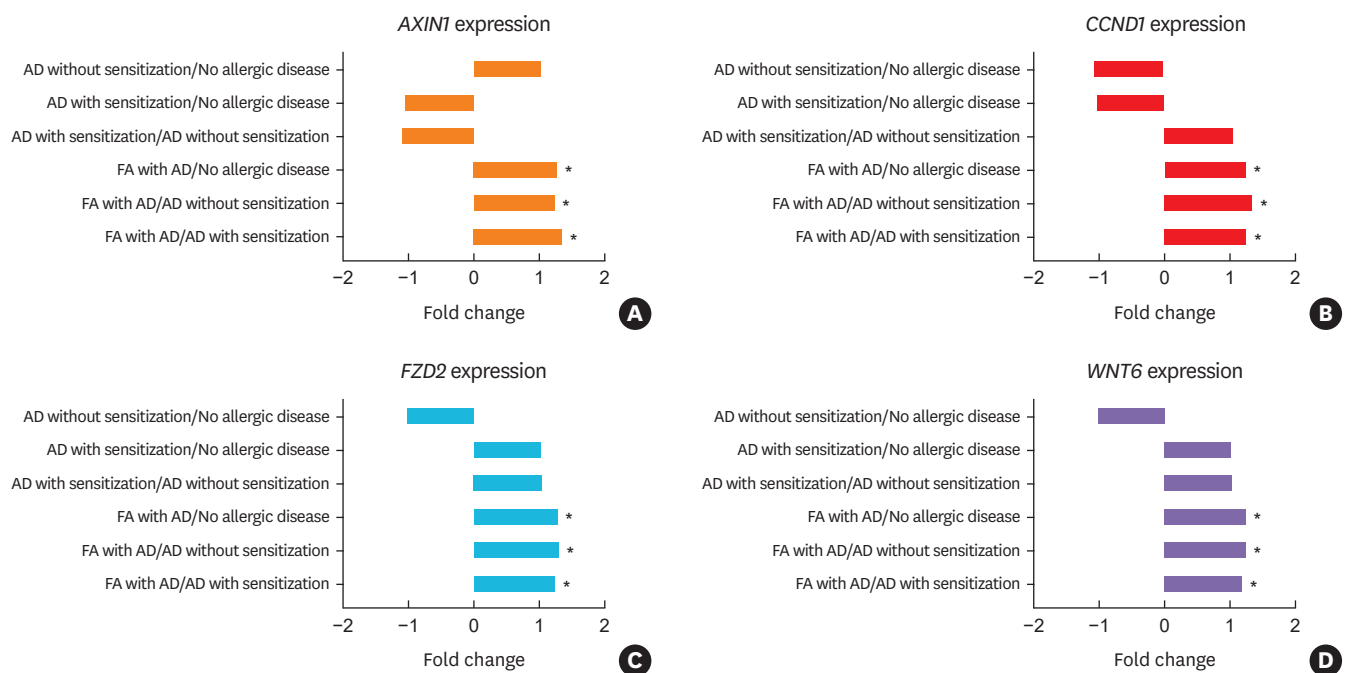 AXIN1 expression
AD without sensitization/No allergic disease
AD with sensitization/No allergic disease
AD with sensitization/AD without sensitization
FA with AD/No allergic disease *
FA with AD/AD without sensitization *
FA with AD/AD with sensitization *
−2 −1 0 1 2
Fold change
A
CCND1 expression
AD without sensitization/No allergic disease
AD with sensitization/No allergic disease
AD with sensitization/AD without sensitization
FA with AD/No allergic disease *
FA with AD/AD without sensitization *
FA with AD/AD with sensitization *
−2 −1 0 1 2
Fold change
B
FZD2 expression
AD without sensitization/No allergic disease
AD with sensitization/No allergic disease
AD with sensitization/AD without sensitization
FA with AD/No allergic disease *
FA with AD/AD without sensitization *
FA with AD/AD with sensitization *
−2 −1 0 1 2
Fold change
C
WNT6 expression
AD without sensitization/No allergic disease
AD with sensitization/No allergic disease
AD with sensitization/AD without sensitization
FA with AD/No allergic disease *
FA with AD/AD without sensitization *
FA with AD/AD with sensitization *
−2 −1 0 1 2
Fold change
D